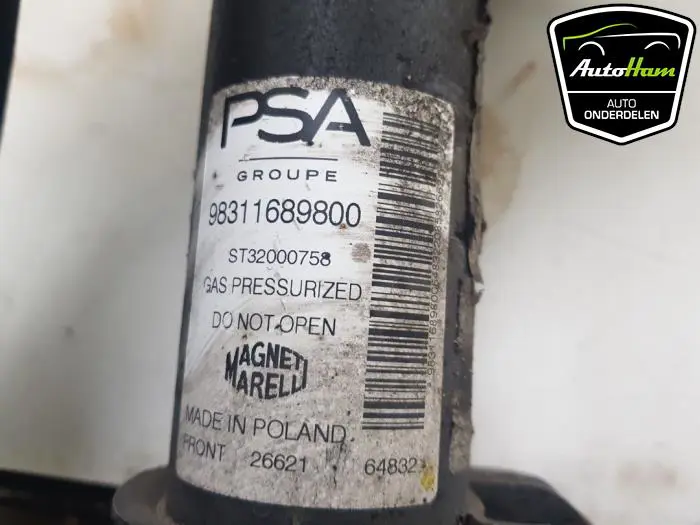 PSA
GROUPE
98311689800
ST32000758
GAS PRESSURIZED
DO NOT OPEN
MAGNETI
MARELLI
MADE IN POLAND
FRONT 26621 64832
AutoHam
AUTO
ONDERDELEN